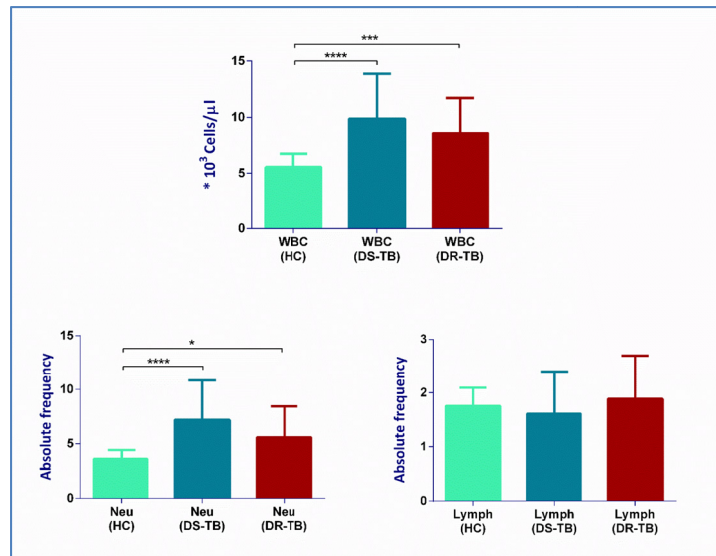 ***
****
* 10³ Cells/µl
15
10
5
0
WBC (HC)
WBC (DS-TB)
WBC (DR-TB)
*
****
Absolute frequency
15
10
5
0
Neu (HC)
Neu (DS-TB)
Neu (DR-TB)
Absolute frequency
3
2
1
0
Lymph (HC)
Lymph (DS-TB)
Lymph (DR-TB)